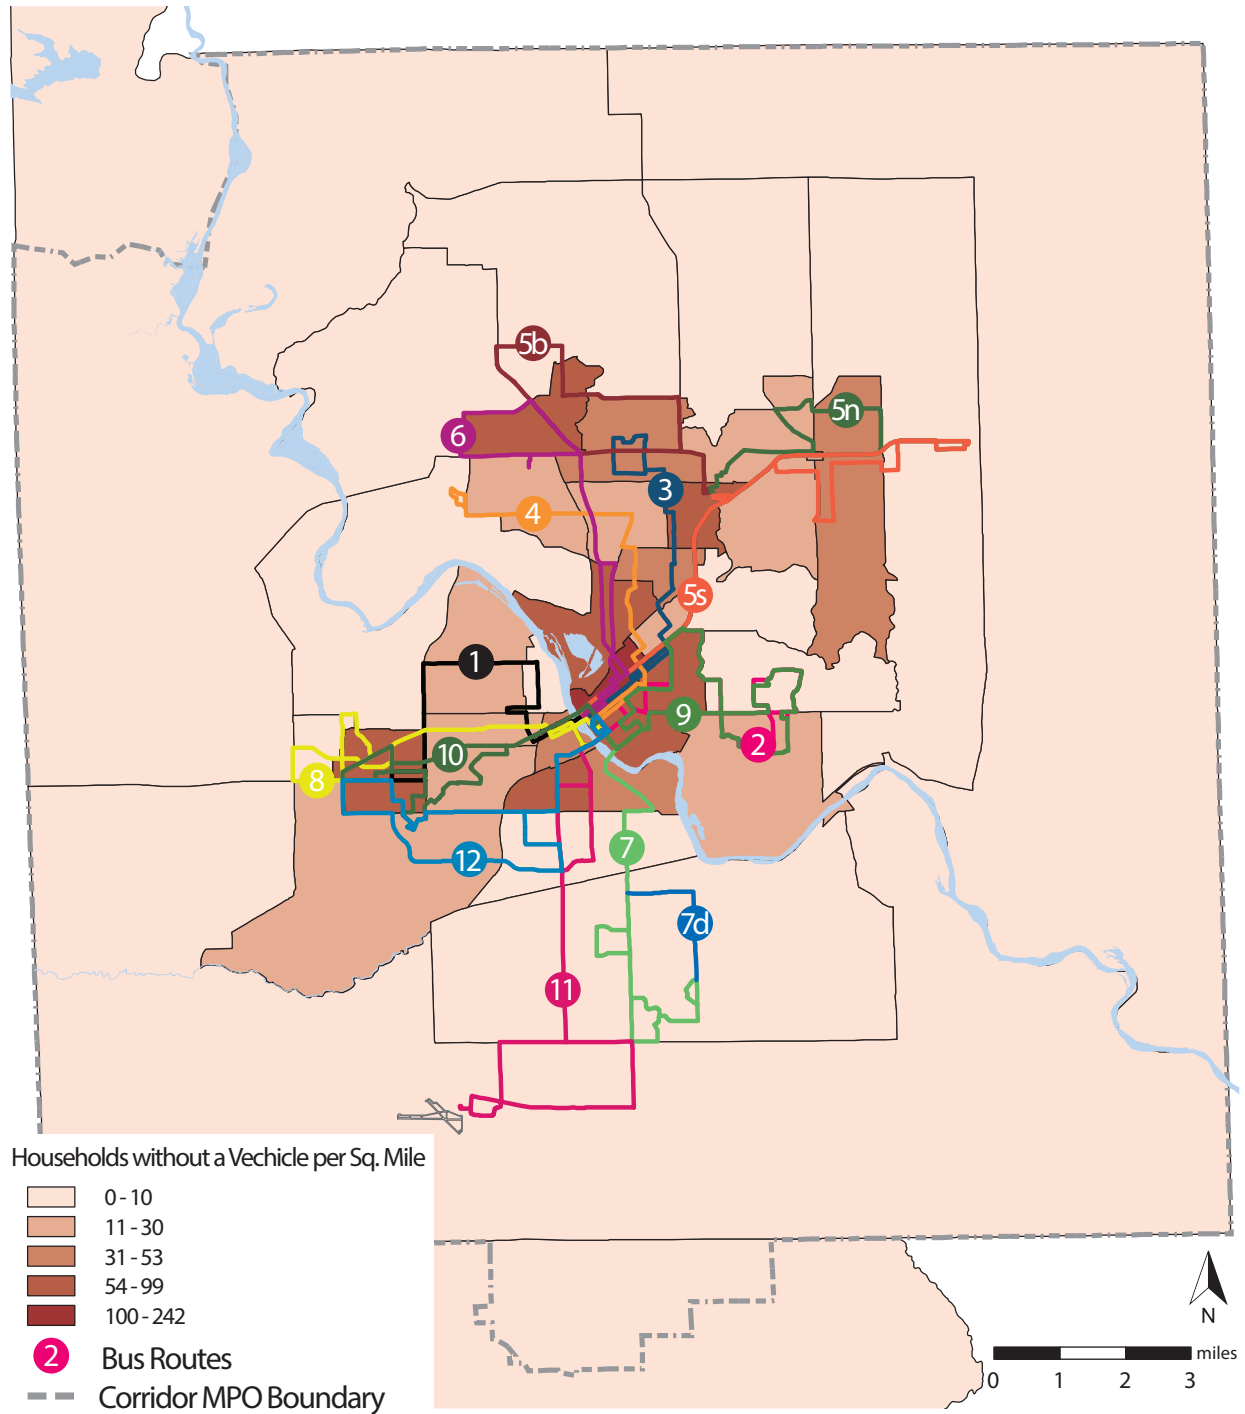 5b
5n
6
3
4
5s
1
9
2
10
8
7
12
7d
11
Households without a Vechicle per Sq. Mile
0 - 10
11 - 30
31 - 53
54 - 99
100 - 242
2 Bus Routes
Corridor MPO Boundary
N
miles
0 1 2 3